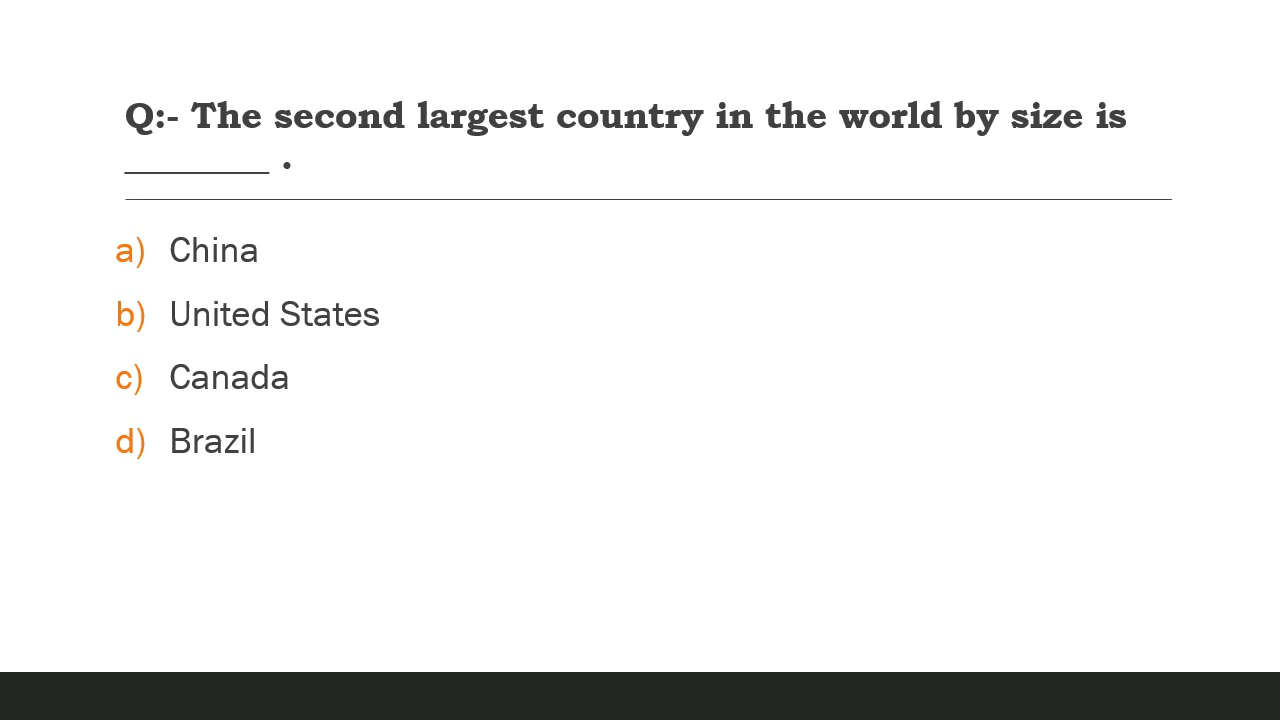 Q:- The second largest country in the world by size is
________ .
a) China
b) United States
c) Canada
d) Brazil